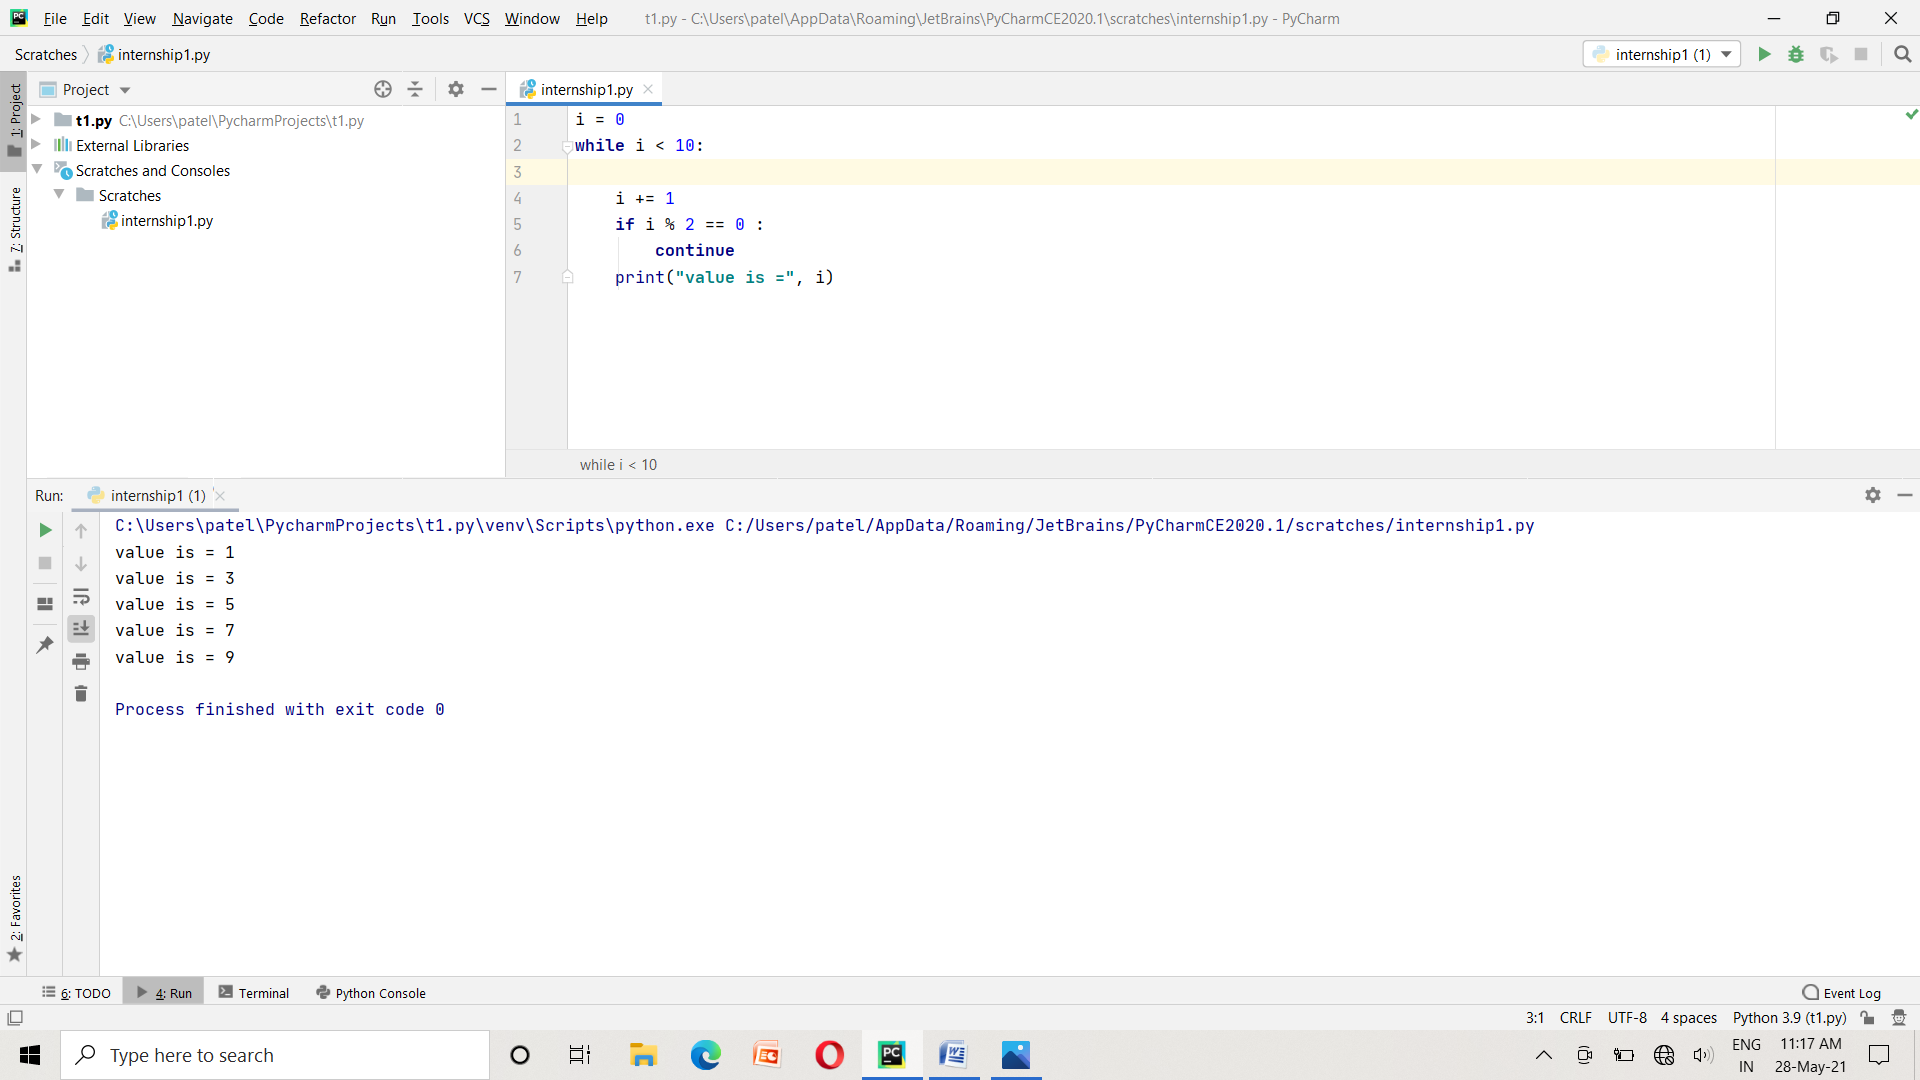 File Edit View Navigate Code Refactor Run Tools VCS Window Help t1.py - C:\Users\patel\AppData\Roaming\JetBrains\PyCharmCE2020.1\scratches\internship1.py - PyCharm
Scratches internship1.py internship1 (1)
1: Project
7: Structure
2: Favorites
Project
t1.py C:\Users\patel\PycharmProjects\t1.py
External Libraries
Scratches and Consoles
Scratches
internship1.py
internship1.py
1 i = 0
2 while i < 10:
3
4 i += 1
5 if i % 2 == 0 :
6 continue
7 print("value is =", i)
while i < 10
Run: internship1 (1)
C:\Users\patel\PycharmProjects\t1.py\venv\Scripts\python.exe C:/Users/patel/AppData/Roaming/JetBrains/PyCharmCE2020.1/scratches/internship1.py
value is = 1
value is = 3
value is = 5
value is = 7
value is = 9
Process finished with exit code 0
6: TODO 4: Run Terminal Python Console Event Log
3:1 CRLF UTF-8 4 spaces Python 3.9 (t1.py)
Type here to search
ENG
IN
11:17 AM
28-May-21